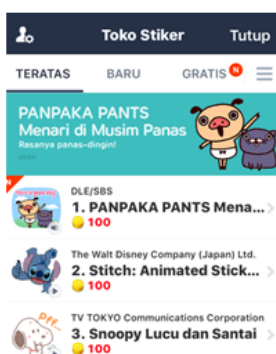 Toko Stiker
Tutup
TERATAS
BARU
GRATIS N
PANPAKA PANTS
Menari di Musim Panas
Rasanya panas-dingin!
N
DLE/SBS
1. PANPAKA PANTS Mena...
100
The Walt Disney Company (Japan) Ltd.
2. Stitch: Animated Stick...
100
Pff...
TV TOKYO Communications Corporation
3. Snoopy Lucu dan Santai
100